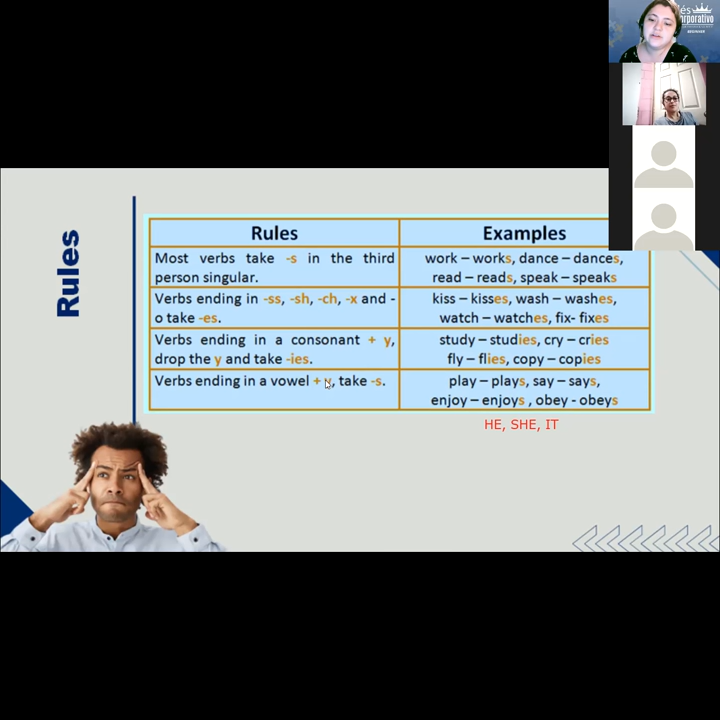 Rules
Rules
Examples
Most verbs take -s in the third
person singular.
work – works, dance – dances,
read – reads, speak – speaks
Verbs ending in -ss, -sh, -ch, -x and -
o take -es.
kiss – kisses, wash – washes,
watch – watches, fix- fixes
Verbs ending in a consonant + y,
drop the y and take -ies.
study – studies, cry – cries
fly – flies, copy – copies
Verbs ending in a vowel + y, take -s.
play – plays, say – says,
enjoy – enjoys , obey - obeys
HE, SHE, IT